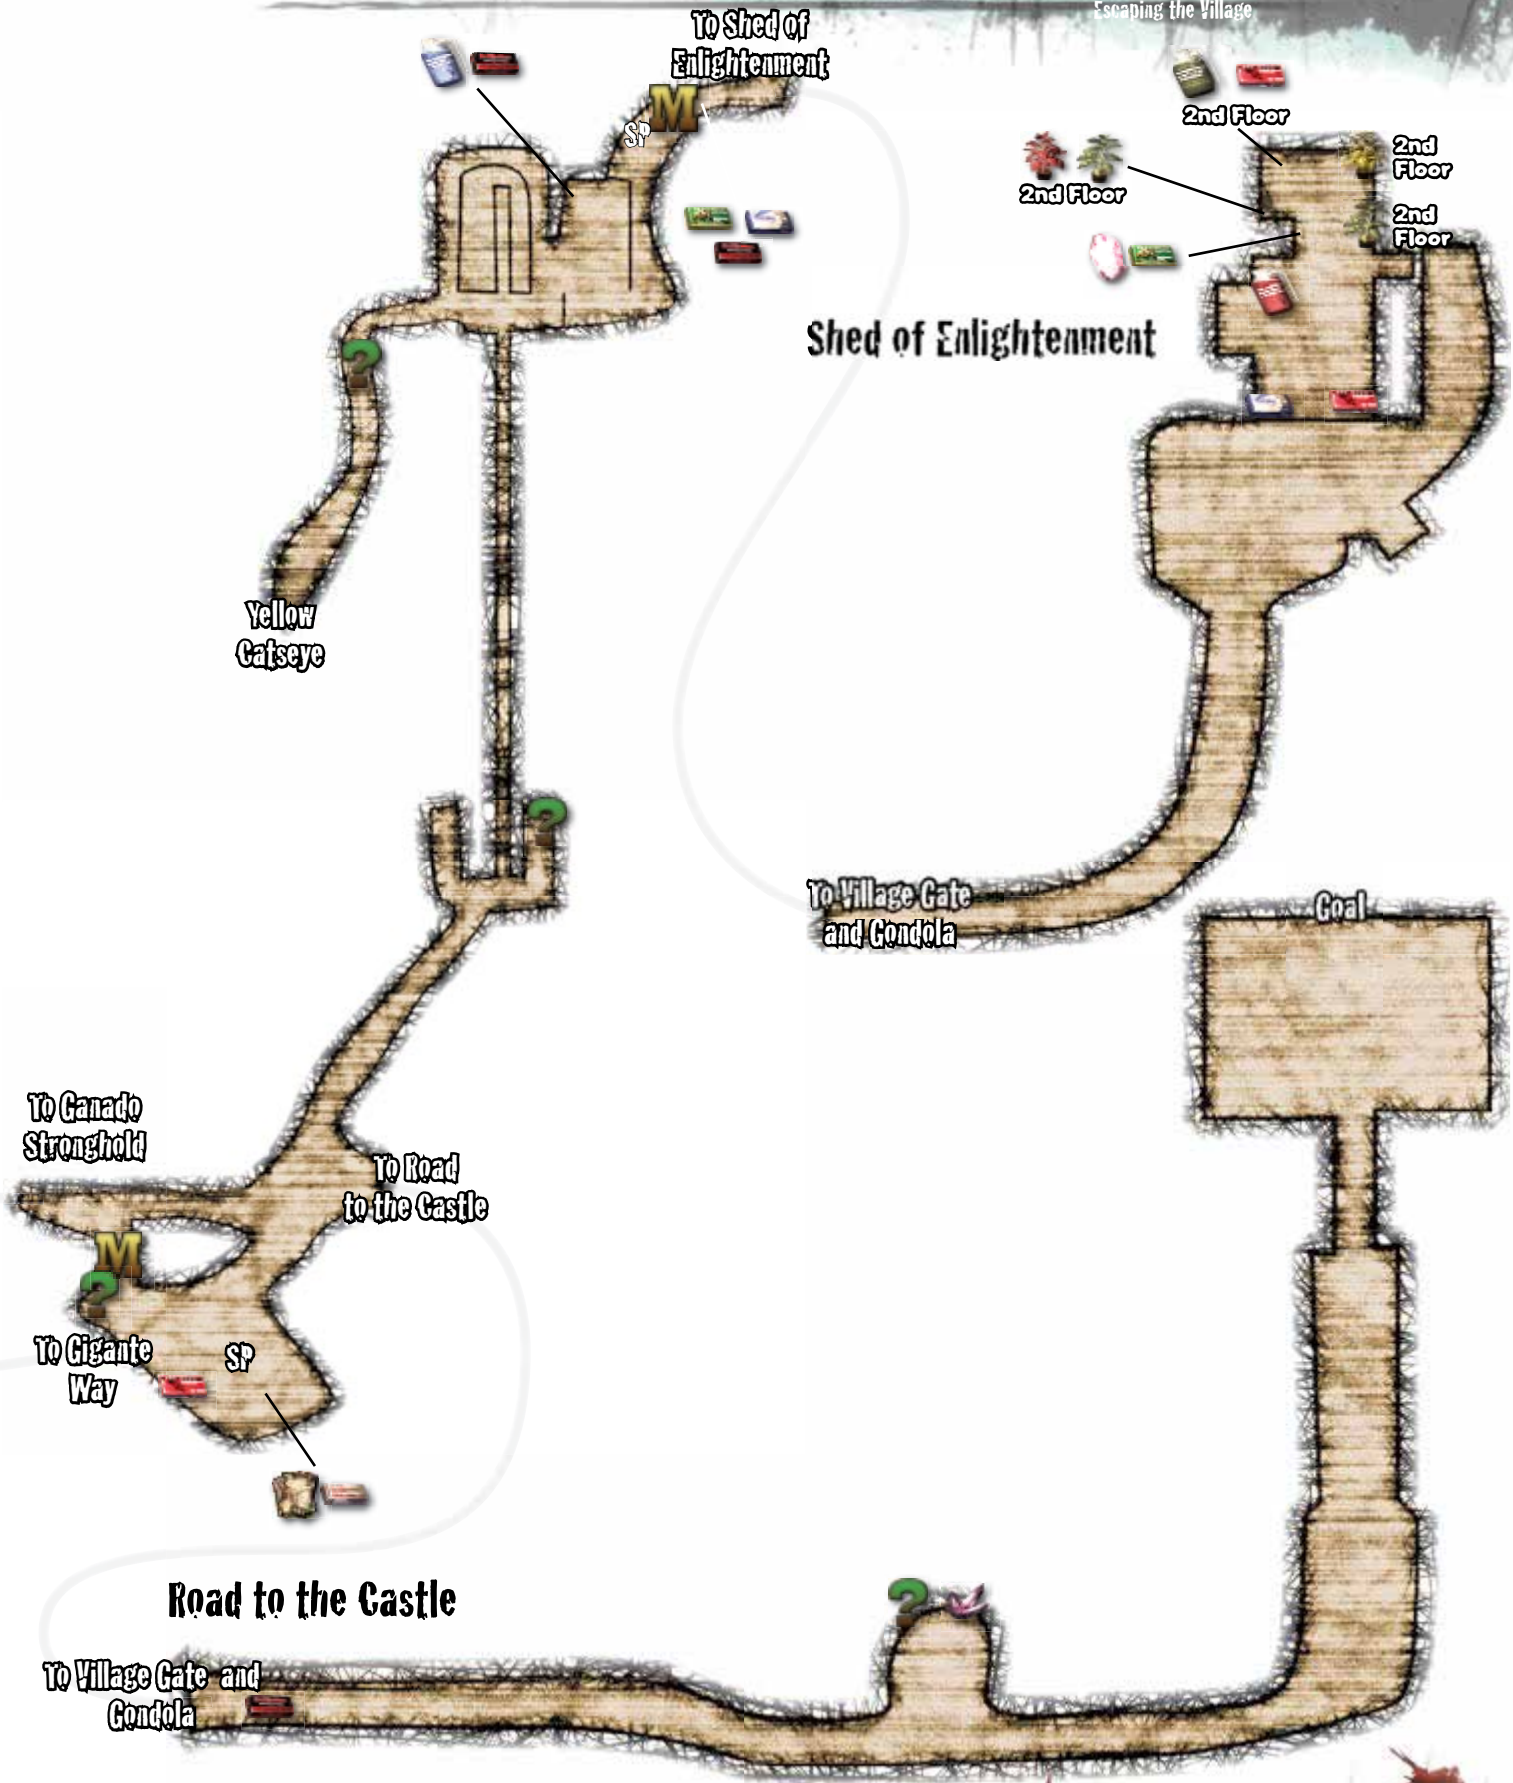 Escaping the Village
To Shed of
Enlightenment
M
SP
2nd Floor
2nd
Floor
2nd Floor
2nd
Floor
Shed of Enlightenment
?
Yellow
Catseye
?
To Village Gate
and Gondola
Goal
To Ganado
Stronghold
To Road
to the Castle
M
?
To Gigante
Way
SP
Road to the Castle
?
To Village Gate and
Gondola